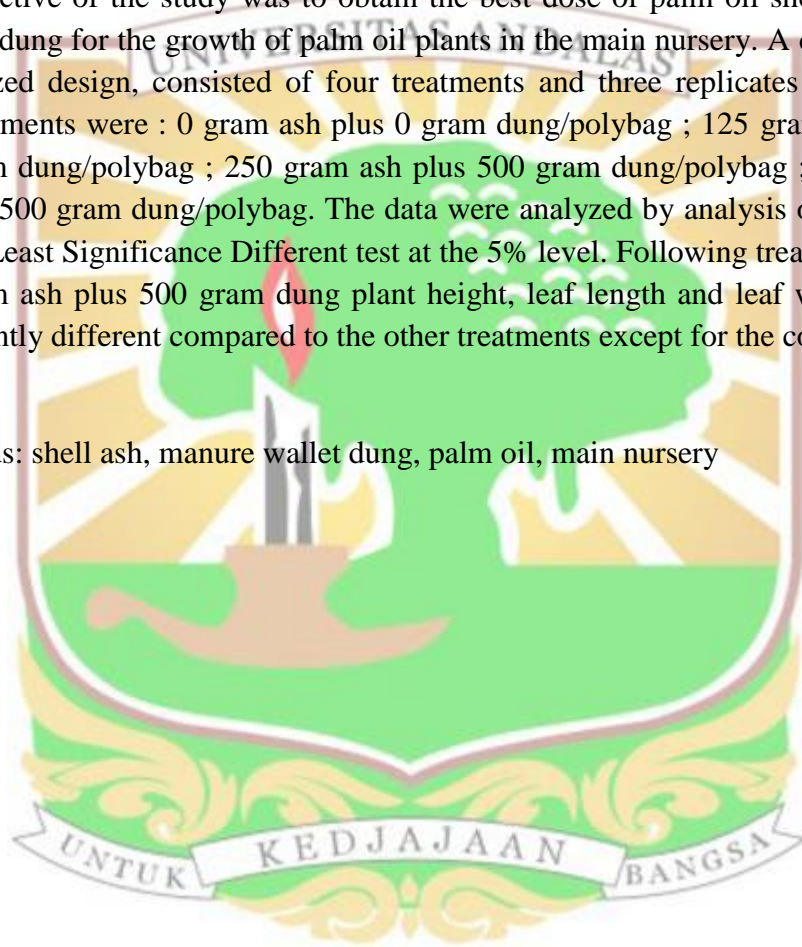 ctive of the study was to obtain the best dose of palm oil she
dung for the growth of palm oil plants in the main nursery. A c
UNIVERSITAS ANDALAS
zed design, consisted of four treatments and three replicates
ments were : 0 gram ash plus 0 gram dung/polybag ; 125 gra
n dung/polybag ; 250 gram ash plus 500 gram dung/polybag ;
500 gram dung/polybag. The data were analyzed by analysis o
Least Significance Different test at the 5% level. Following trea
n ash plus 500 gram dung plant height, leaf length and leaf w
ntly different compared to the other treatments except for the co
ls: shell ash, manure wallet dung, palm oil, main nursery
UNTUK KEDJAJAAN BANGSA